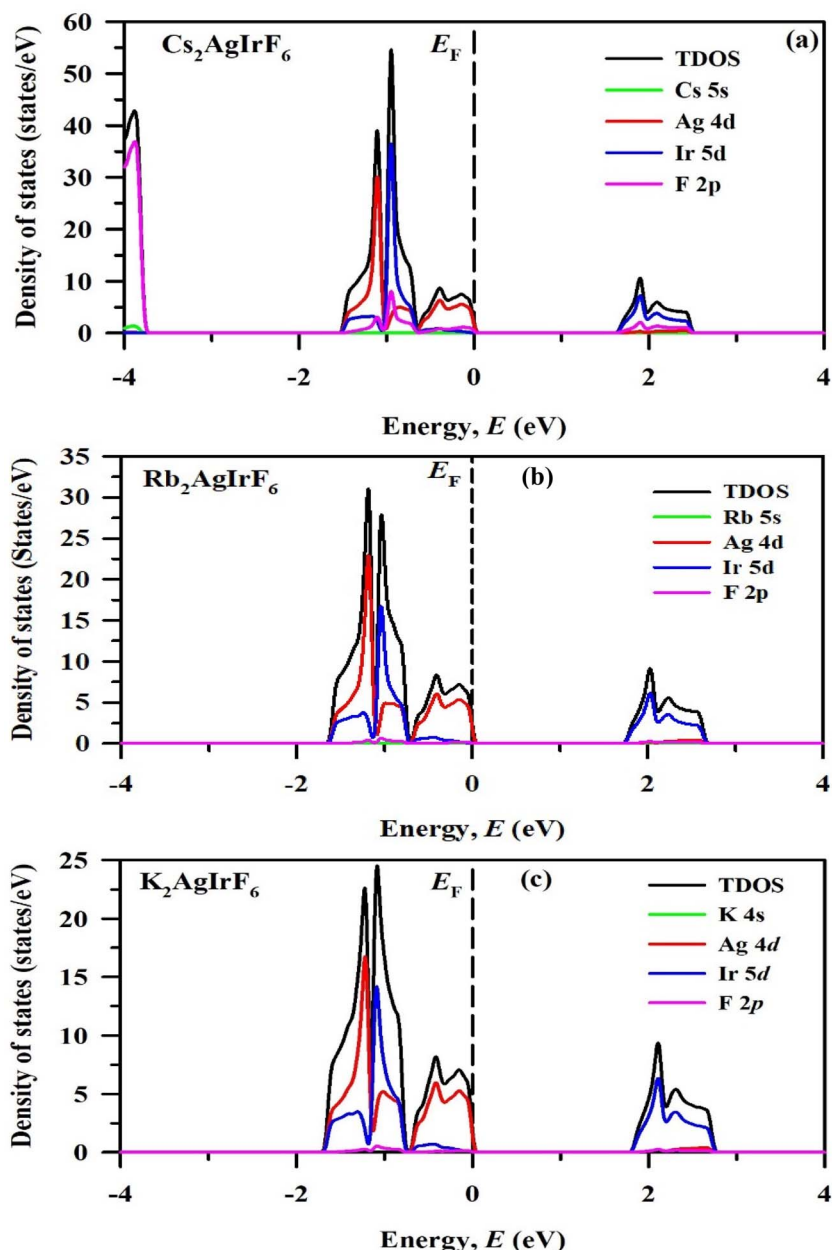 Cs₂AgIrF₆
E_F
(a)
TDOS
Cs 5s
Ag 4d
Ir 5d
F 2p
Density of states (states/eV)
60
50
40
30
20
10
0
-4
-2
0
2
4
Energy, E (eV)
Rb₂AgIrF₆
E_F
(b)
TDOS
Rb 5s
Ag 4d
Ir 5d
F 2p
Density of states (States/eV)
35
30
25
20
15
10
5
0
-4
-2
0
2
4
Energy, E (eV)
K₂AgIrF₆
E_F
(c)
TDOS
K 4s
Ag 4d
Ir 5d
F 2p
Density of states (states/eV)
25
20
15
10
5
0
-4
-2
0
2
4
Energy, E (eV)